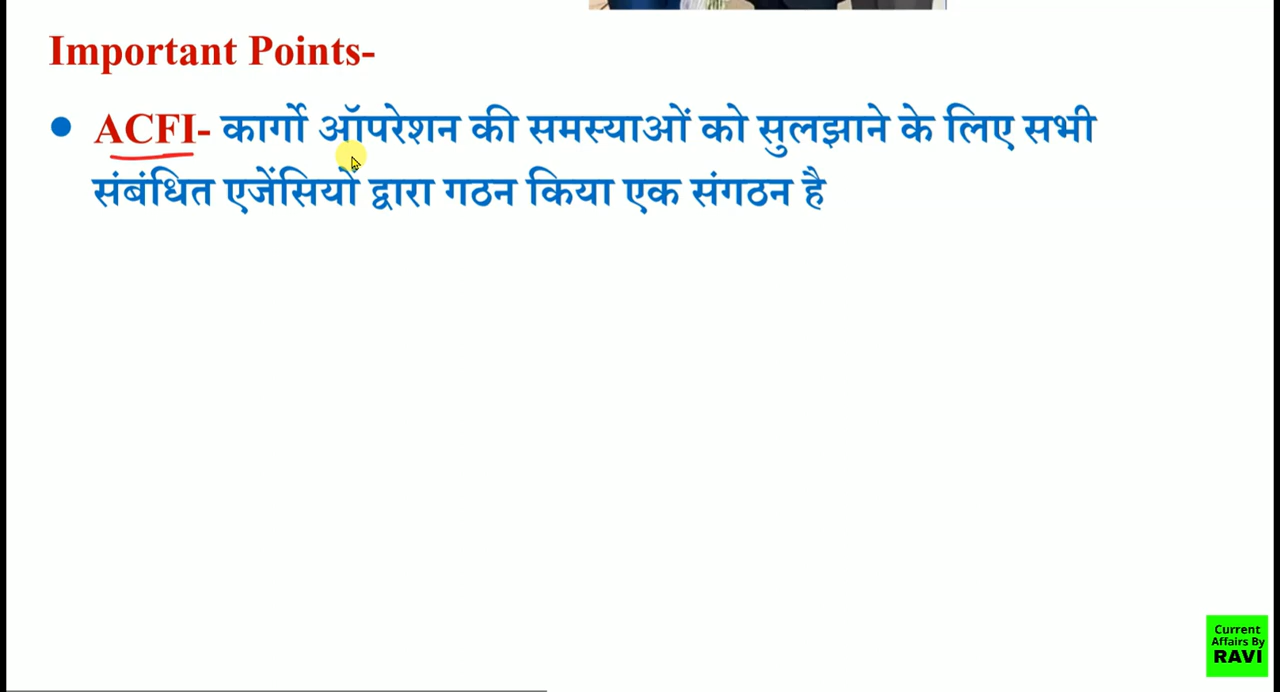 Important Points-
ACFI- कार्गो ऑपरेशन की समस्याओं को सुलझाने के लिए सभी
संबंधित एजेंसियों द्वारा गठन किया एक संगठन है
Current
Affairs By
RAVI